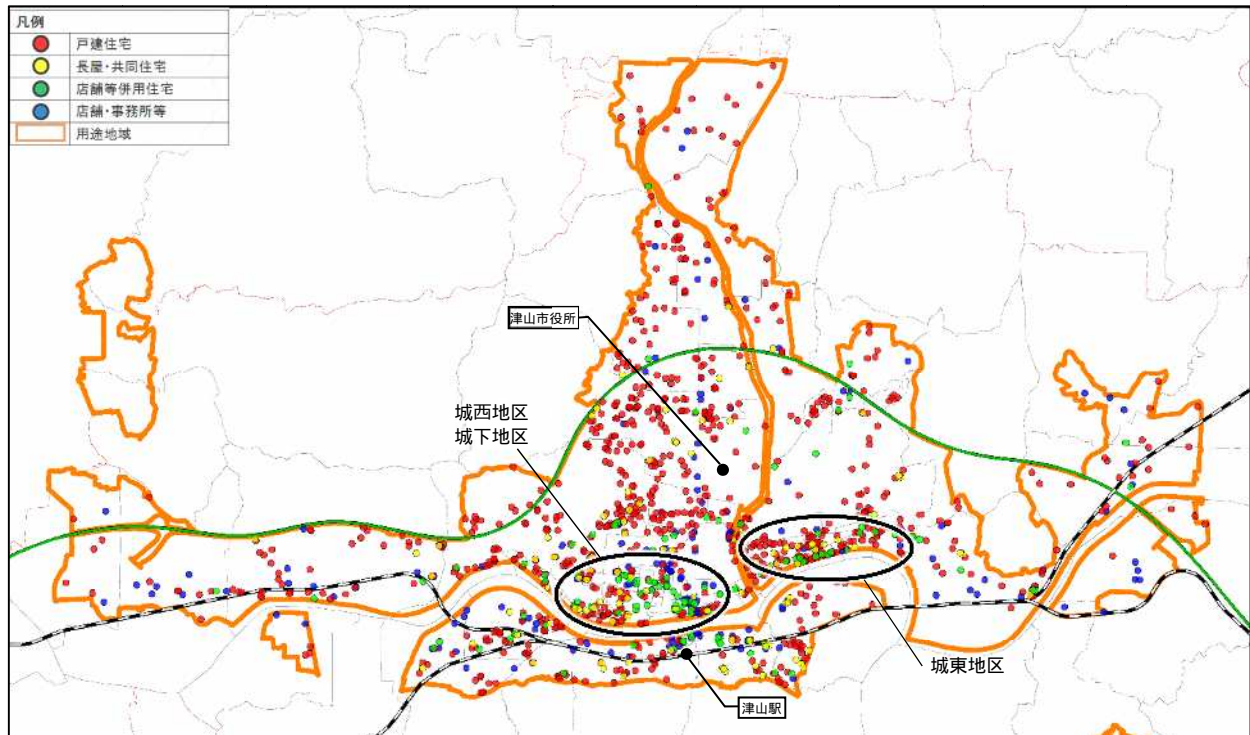 凡例
戸建住宅
長屋・共同住宅
店舗等併用住宅
店舗・事務所等
用途地域
津山市役所
城西地区
城下地区
城東地区
津山駅